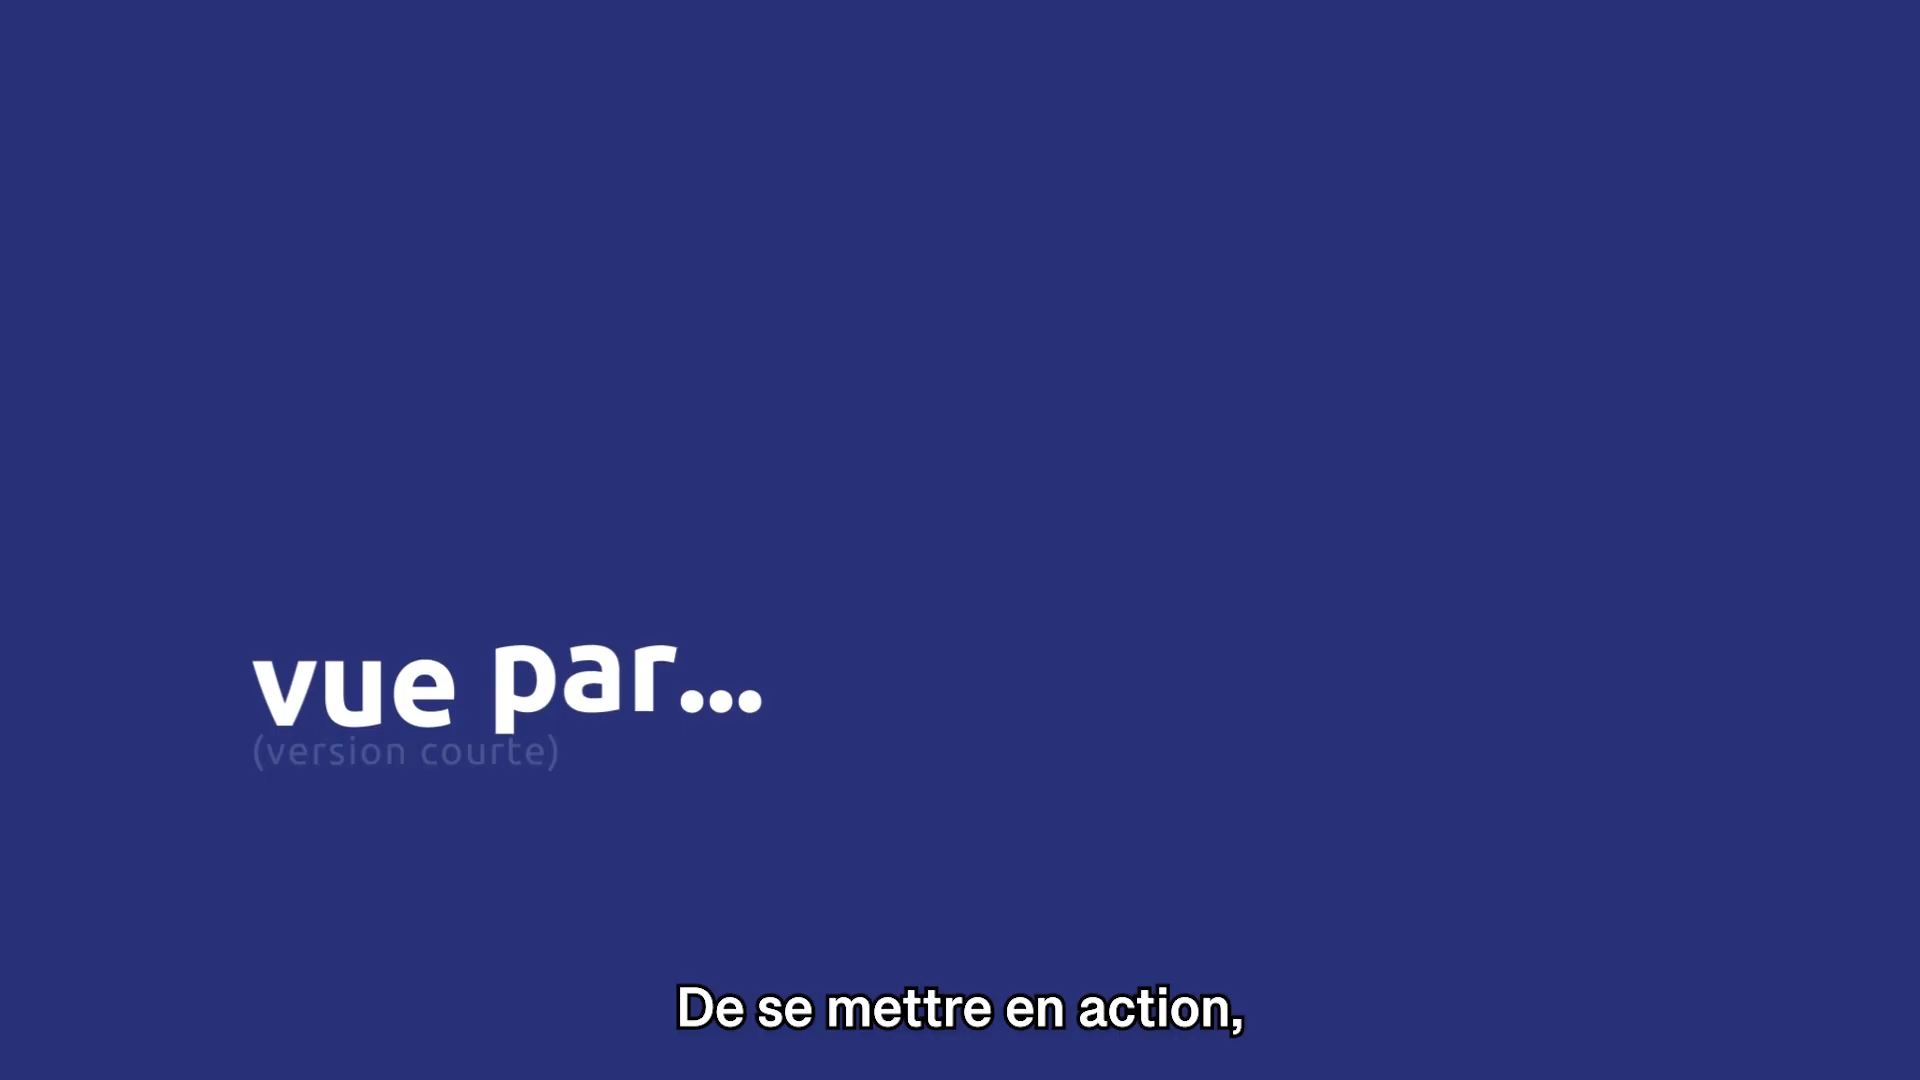 vue par...
(version courte)
De se mettre en action,